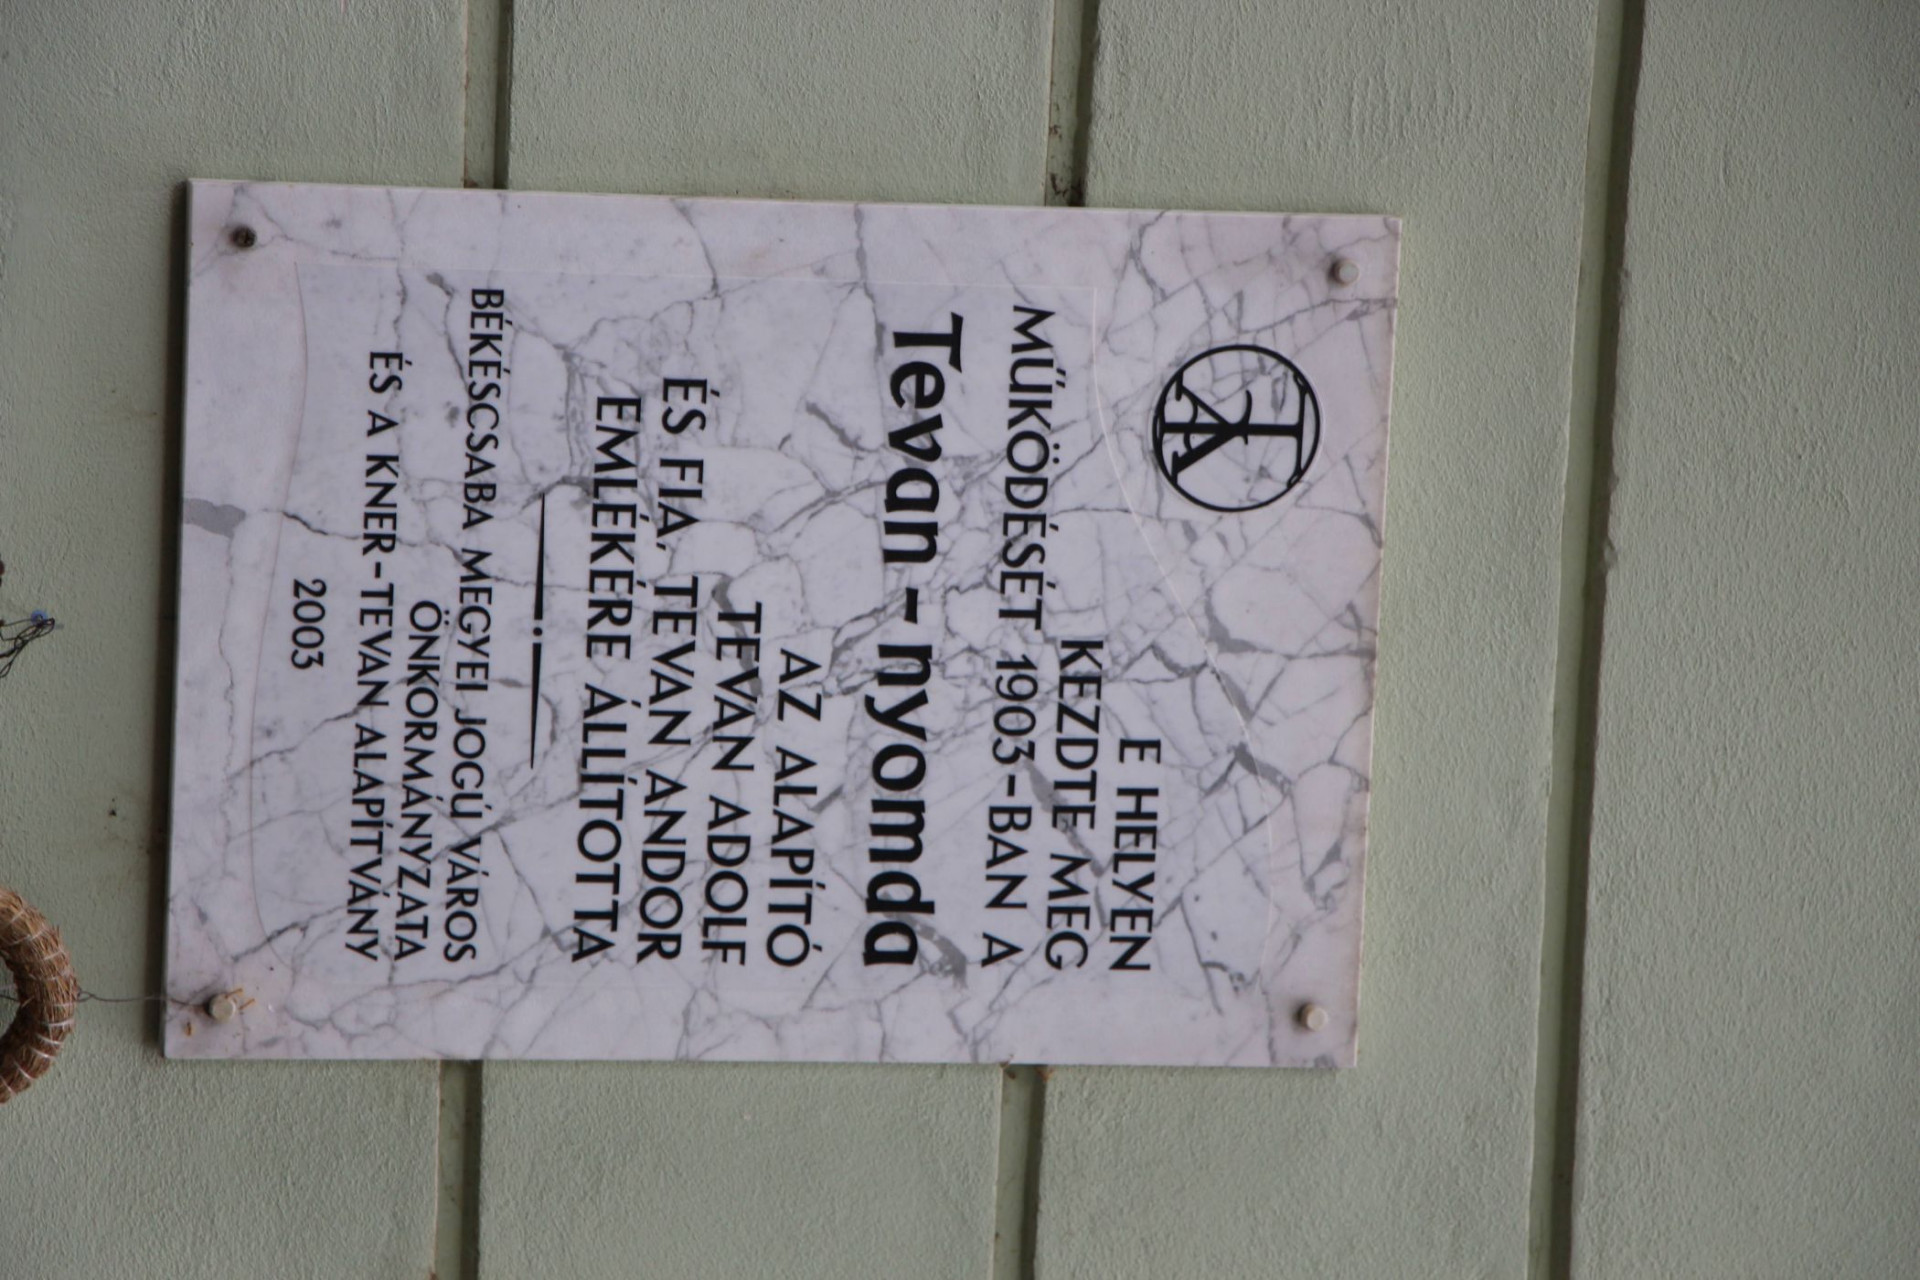 TA
E HELYEN
KEZDTE MEG
MŰKÖDÉSÉT 1903-BAN A
Tevan - nyomda
AZ ALAPÍTÓ
TEVAN ADOLF
ÉS FIA, TEVAN ANDOR
EMLÉKÉRE ÁLLÍTOTTA
BÉKÉSCSABA MEGYEI JOGÚ VÁROS
ÖNKORMÁNYZATA
ÉS A KNER-TEVAN ALAPÍTVÁNY
2003